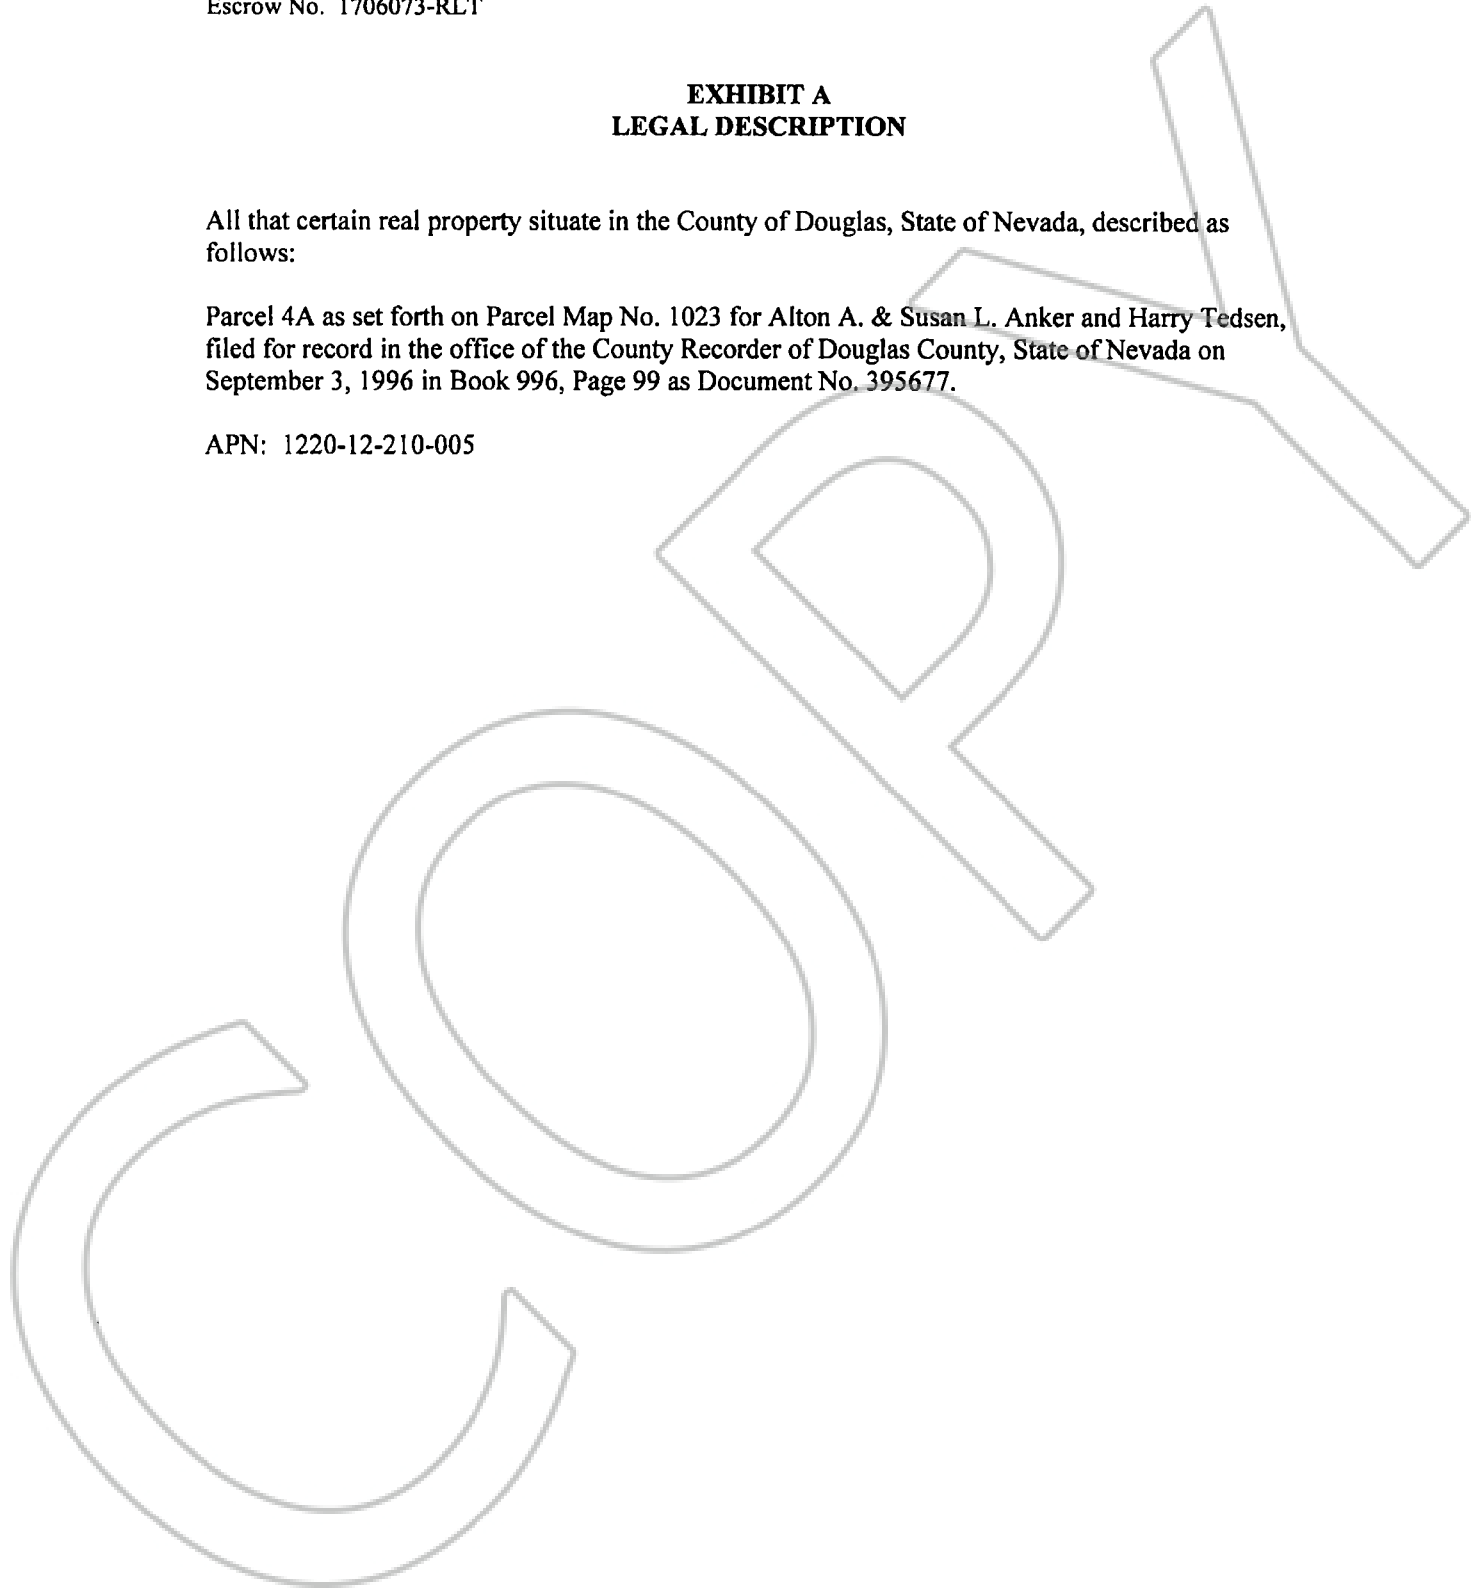 Escrow No. 1706073-RLT
EXHIBIT A
LEGAL DESCRIPTION
All that certain real property situate in the County of Douglas, State of Nevada, described as
follows:
Parcel 4A as set forth on Parcel Map No. 1023 for Alton A. & Susan L. Anker and Harry Tedsen,
filed for record in the office of the County Recorder of Douglas County, State of Nevada on
September 3, 1996 in Book 996, Page 99 as Document No. 395677.
APN: 1220-12-210-005
COPY